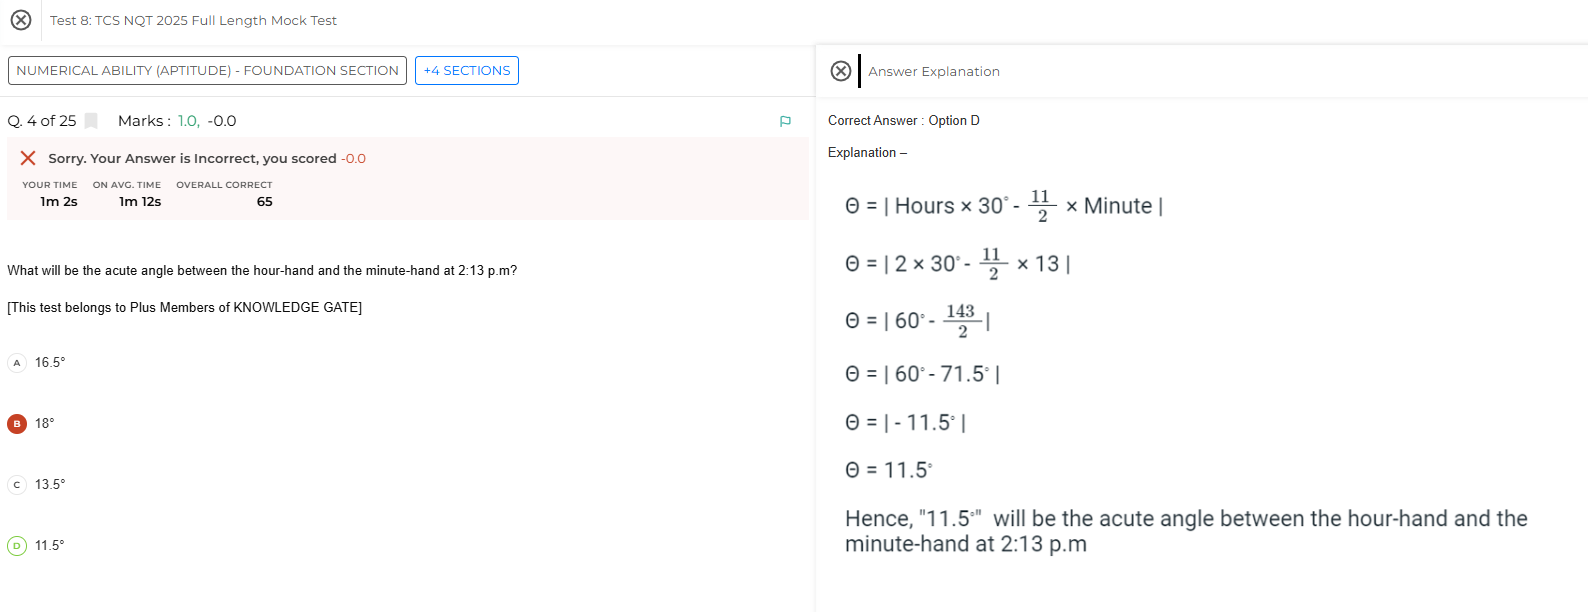 Test 8: TCS NQT 2025 Full Length Mock Test
NUMERICAL ABILITY (APTITUDE) - FOUNDATION SECTION
+4 SECTIONS
Q. 4 of 25 Marks : 1.0, -0.0
Sorry. Your Answer is Incorrect, you scored -0.0
YOUR TIME ON AVG. TIME OVERALL CORRECT
1m 2s 1m 12s 65
What will be the acute angle between the hour-hand and the minute-hand at 2:13 p.m?
[This test belongs to Plus Members of KNOWLEDGE GATE]
A 16.5°
B 18°
C 13.5°
D 11.5°
Answer Explanation
Correct Answer : Option D
Explanation –
Θ = | Hours × 30° - 11/2 × Minute |
Θ = | 2 × 30° - 11/2 × 13 |
Θ = | 60° - 143/2 |
Θ = | 60° - 71.5° |
Θ = | - 11.5° |
Θ = 11.5°
Hence, "11.5°" will be the acute angle between the hour-hand and the
minute-hand at 2:13 p.m